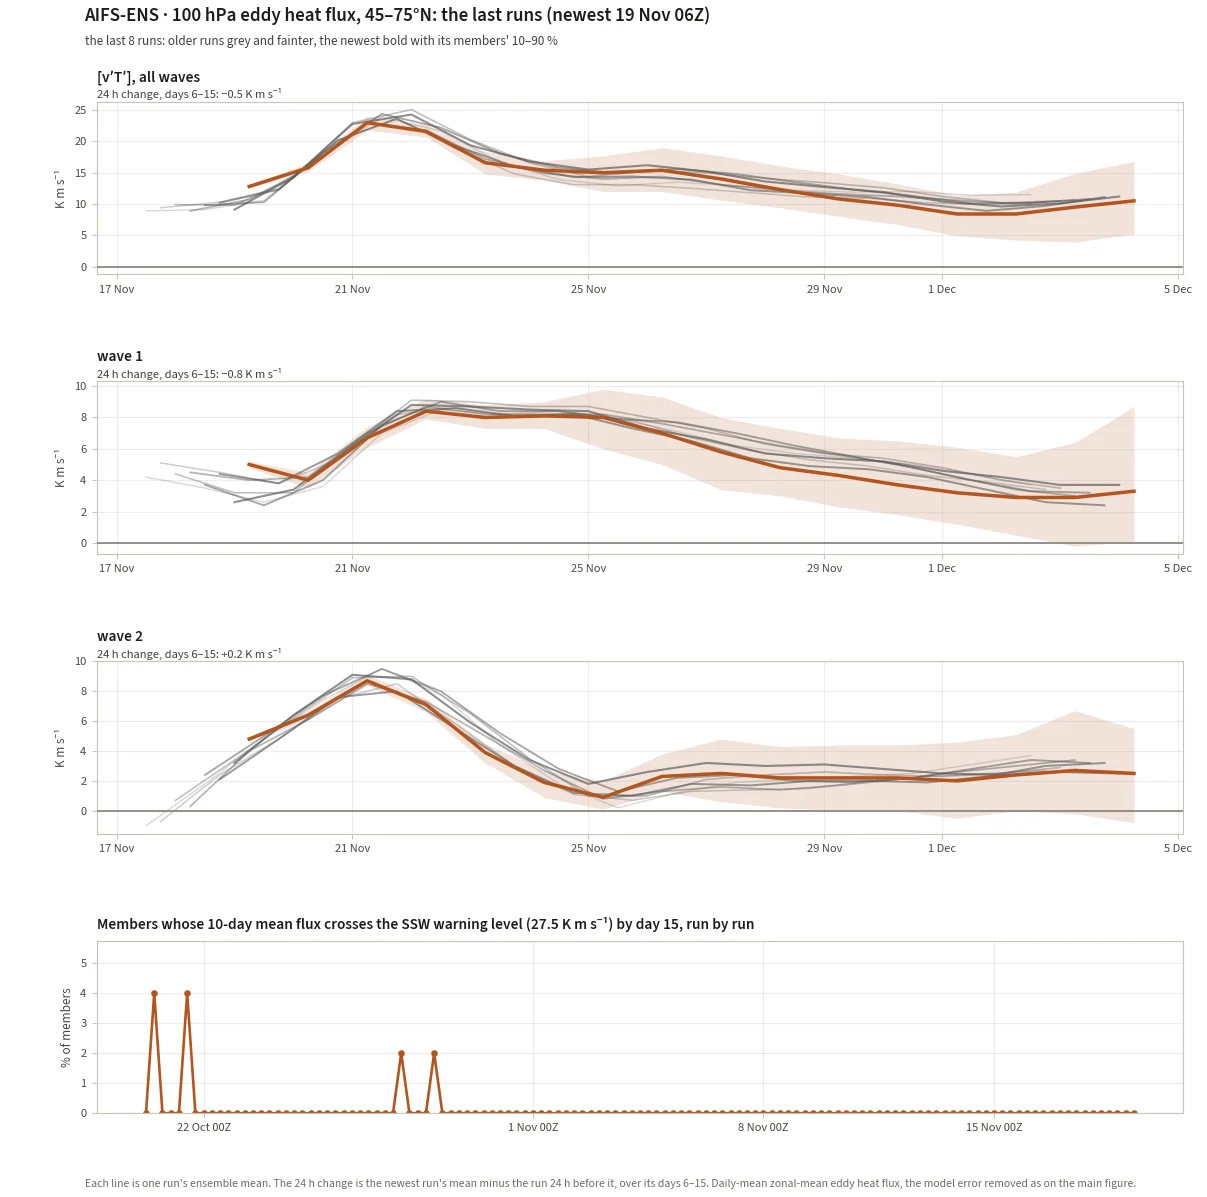 AIFS-ENS · 100 hPa eddy heat flux, 45–75°N: the last runs (newest 19 Nov 06Z)
the last 8 runs: older runs grey and fainter, the newest bold with its members' 10–90 %
[v′T′], all waves
24 h change, days 6–15: −0.5 K m s⁻¹
25
20
15
10
5
0
K m s⁻¹
17 Nov 21 Nov 25 Nov 29 Nov 1 Dec 5 Dec
wave 1
24 h change, days 6–15: −0.8 K m s⁻¹
10
8
6
4
2
0
K m s⁻¹
17 Nov 21 Nov 25 Nov 29 Nov 1 Dec 5 Dec
wave 2
24 h change, days 6–15: +0.2 K m s⁻¹
10
8
6
4
2
0
K m s⁻¹
17 Nov 21 Nov 25 Nov 29 Nov 1 Dec 5 Dec
Members whose 10-day mean flux crosses the SSW warning level (27.5 K m s⁻¹) by day 15, run by run
5
4
3
2
1
0
% of members
22 Oct 00Z 1 Nov 00Z 8 Nov 00Z 15 Nov 00Z
Each line is one run's ensemble mean. The 24 h change is the newest run's mean minus the run 24 h before it, over its days 6–15. Daily-mean zonal-mean eddy heat flux, the model error removed as on the main figure.